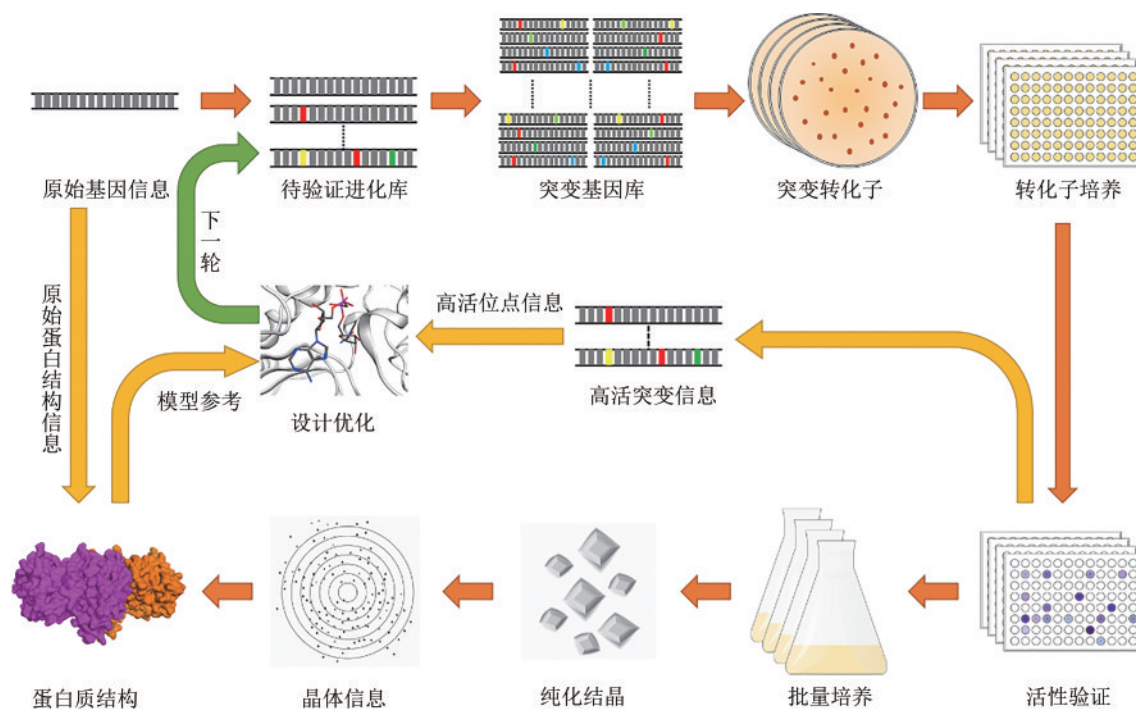 原始基因信息
待验证进化库
突变基因库
突变转化子
转化子培养
下一轮
原始蛋白结构信息
高活位点信息
模型参考
设计优化
高活突变信息
蛋白质结构
晶体信息
纯化结晶
批量培养
活性验证